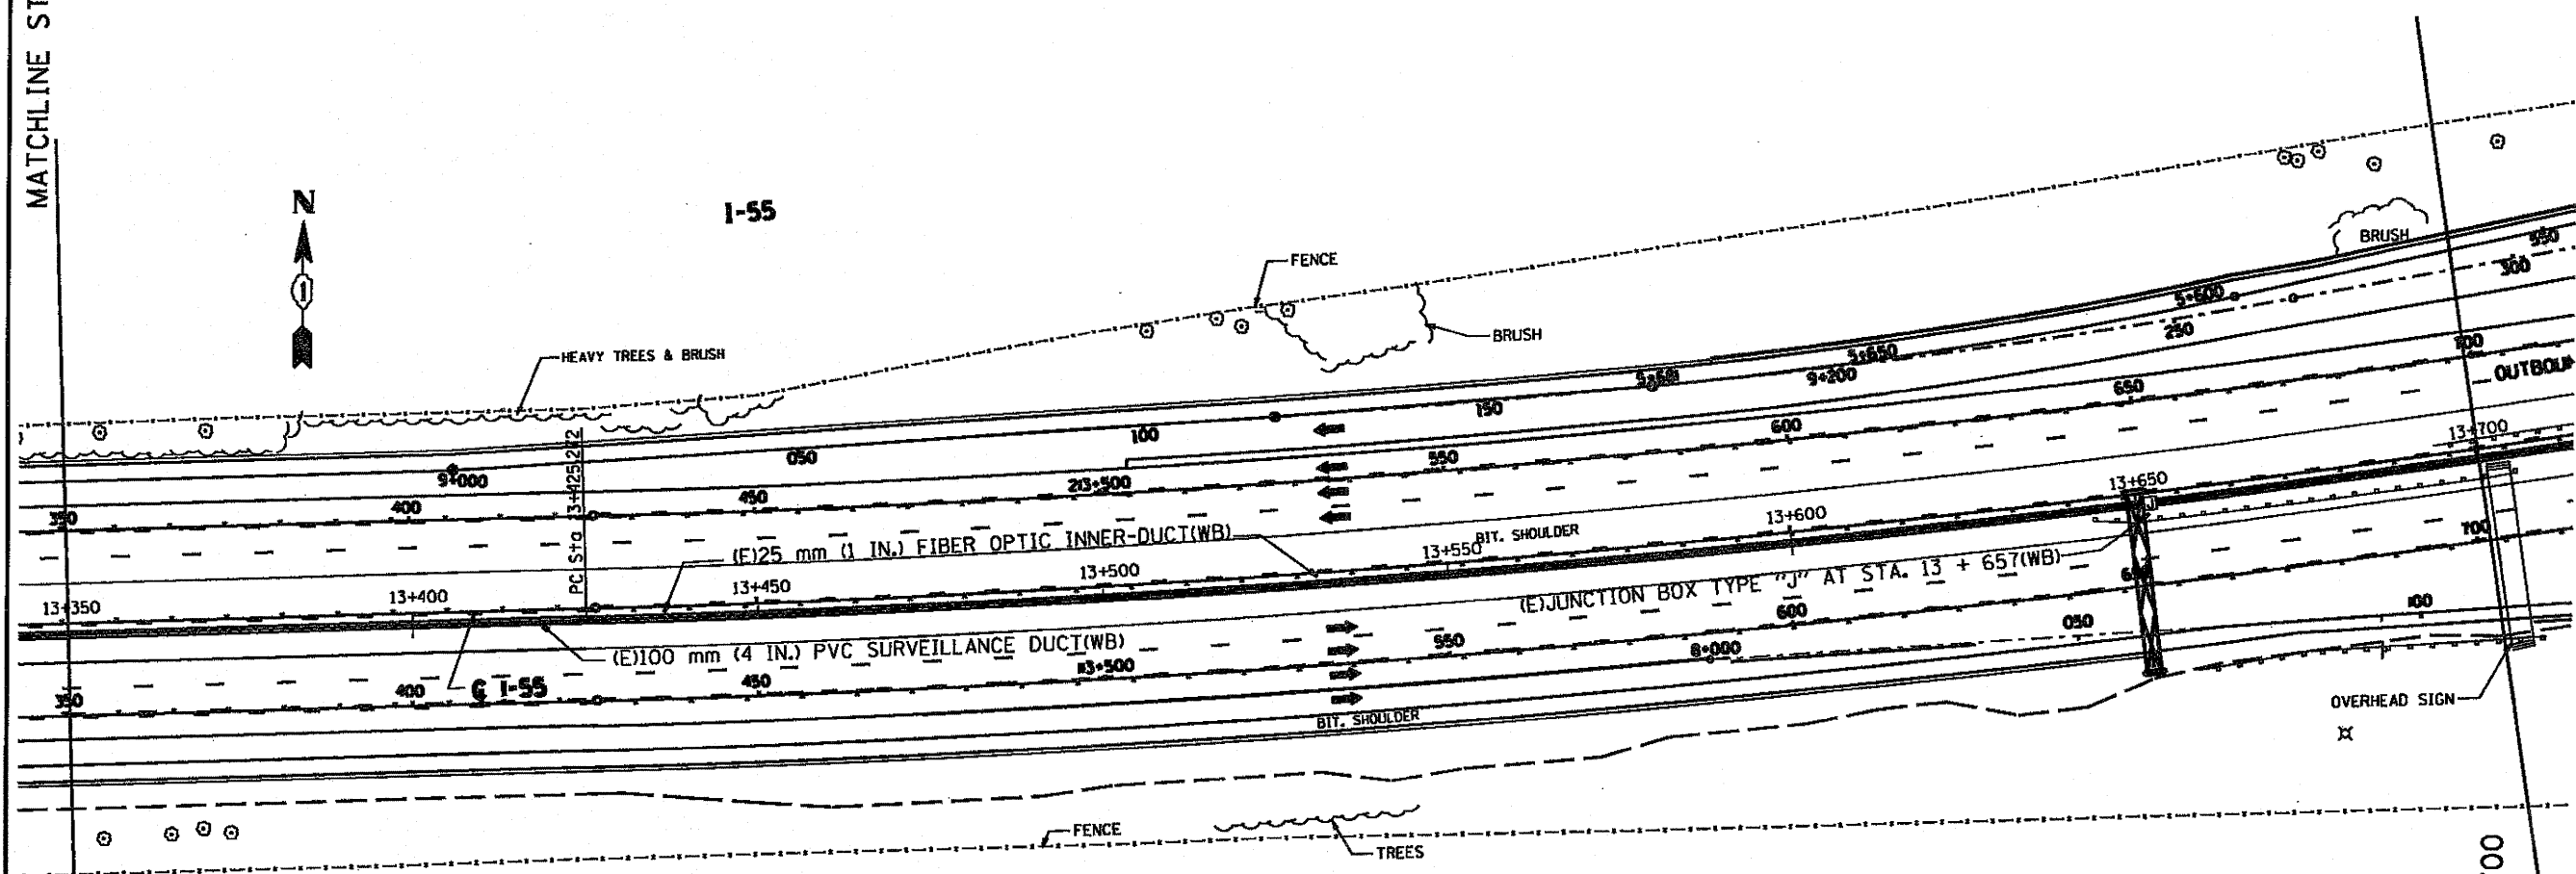 MATCHLINE ST
N
1
I-55
FENCE
BRUSH
BRUSH
HEAVY TREES & BRUSH
550
300
5+600
250
5+650
9+200
5+681
150
100
050
9+000
100
OUTBOUN
650
600
550
213+500
450
400
350
PC Sta 13+425.272
13+700
13+650
13+600
BIT. SHOULDER
13+550
(E)25 mm (1 IN.) FIBER OPTIC INNER-DUCT(WB)
13+500
13+450
13+400
13+350
(E)JUNCTION BOX TYPE "J" AT STA. 13 + 657(WB)
J
(E)100 mm (4 IN.) PVC SURVEILLANCE DUCT(WB)
700
600
550
450
400
350
I-55
100
050
8+000
BIT. SHOULDER
OVERHEAD SIGN
FENCE
TREES
00